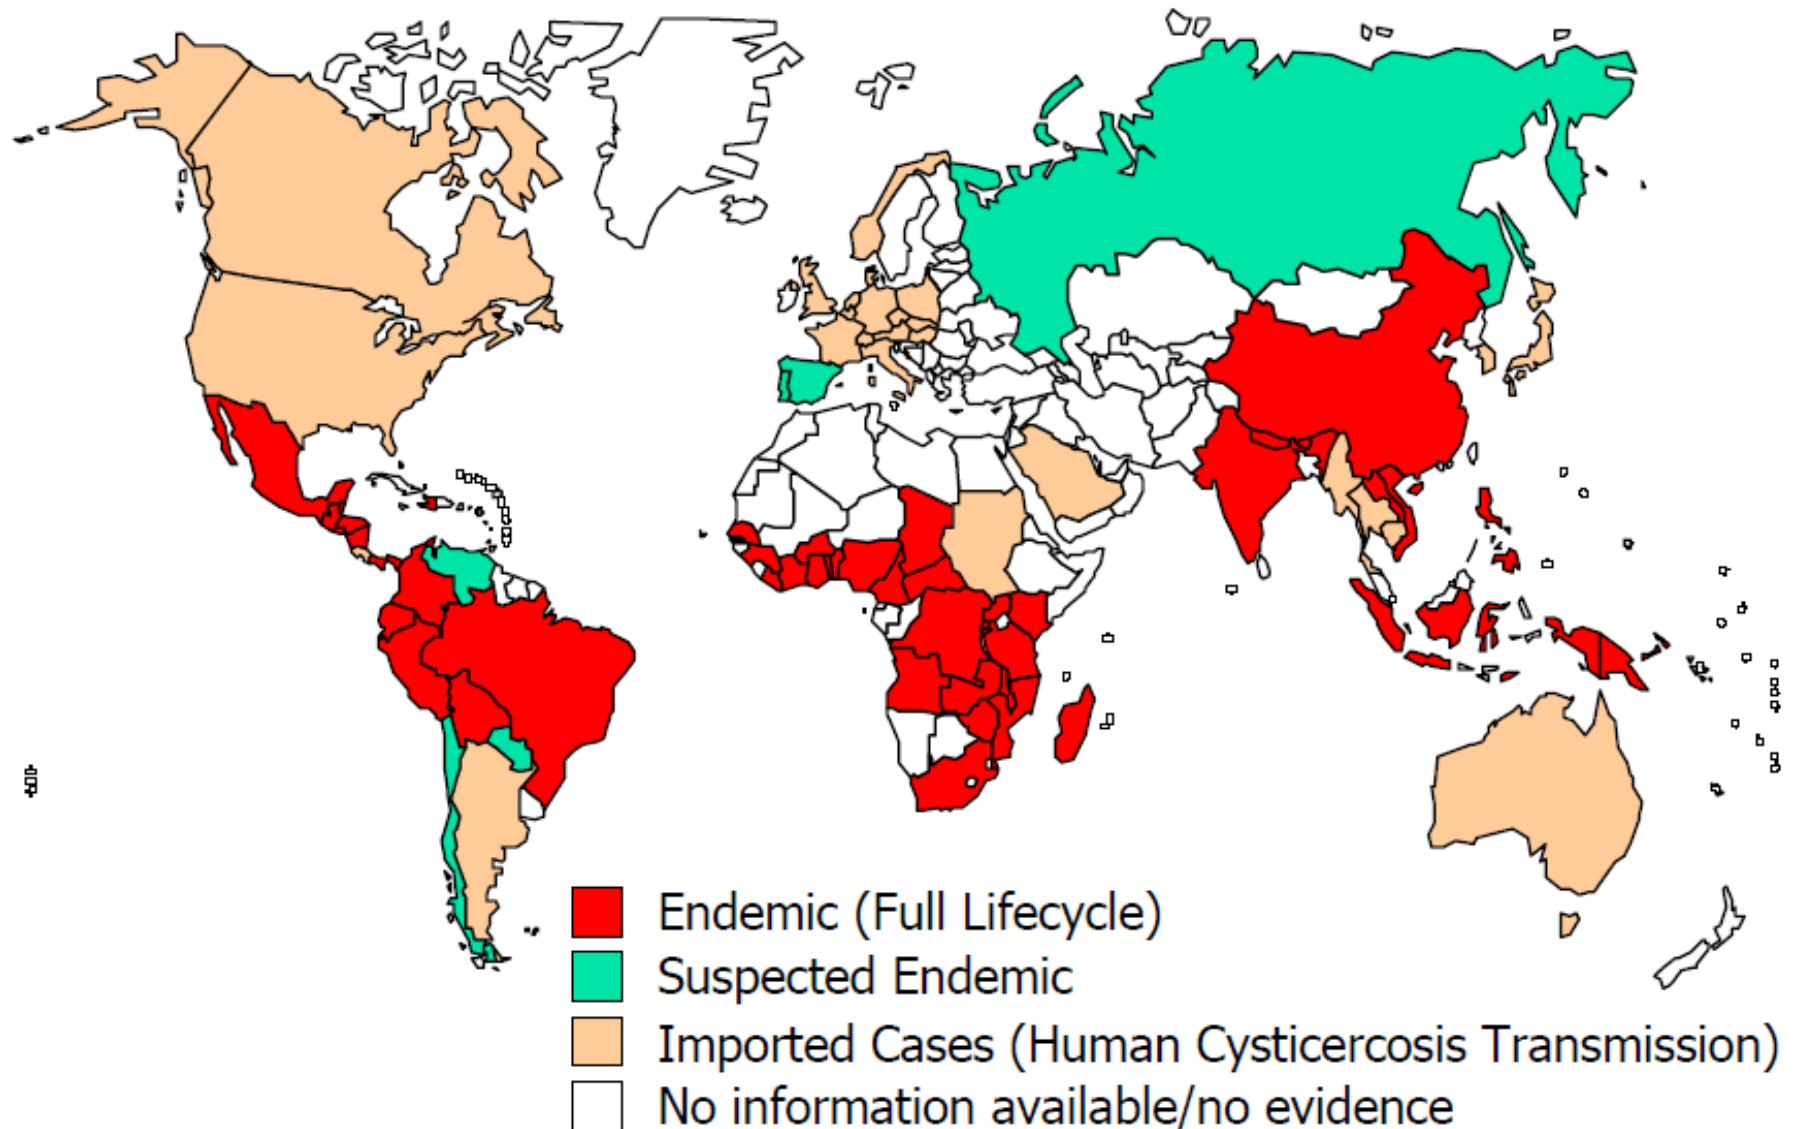 Endemic (Full Lifecycle)
Suspected Endemic
Imported Cases (Human Cysticercosis Transmission)
No information available/no evidence